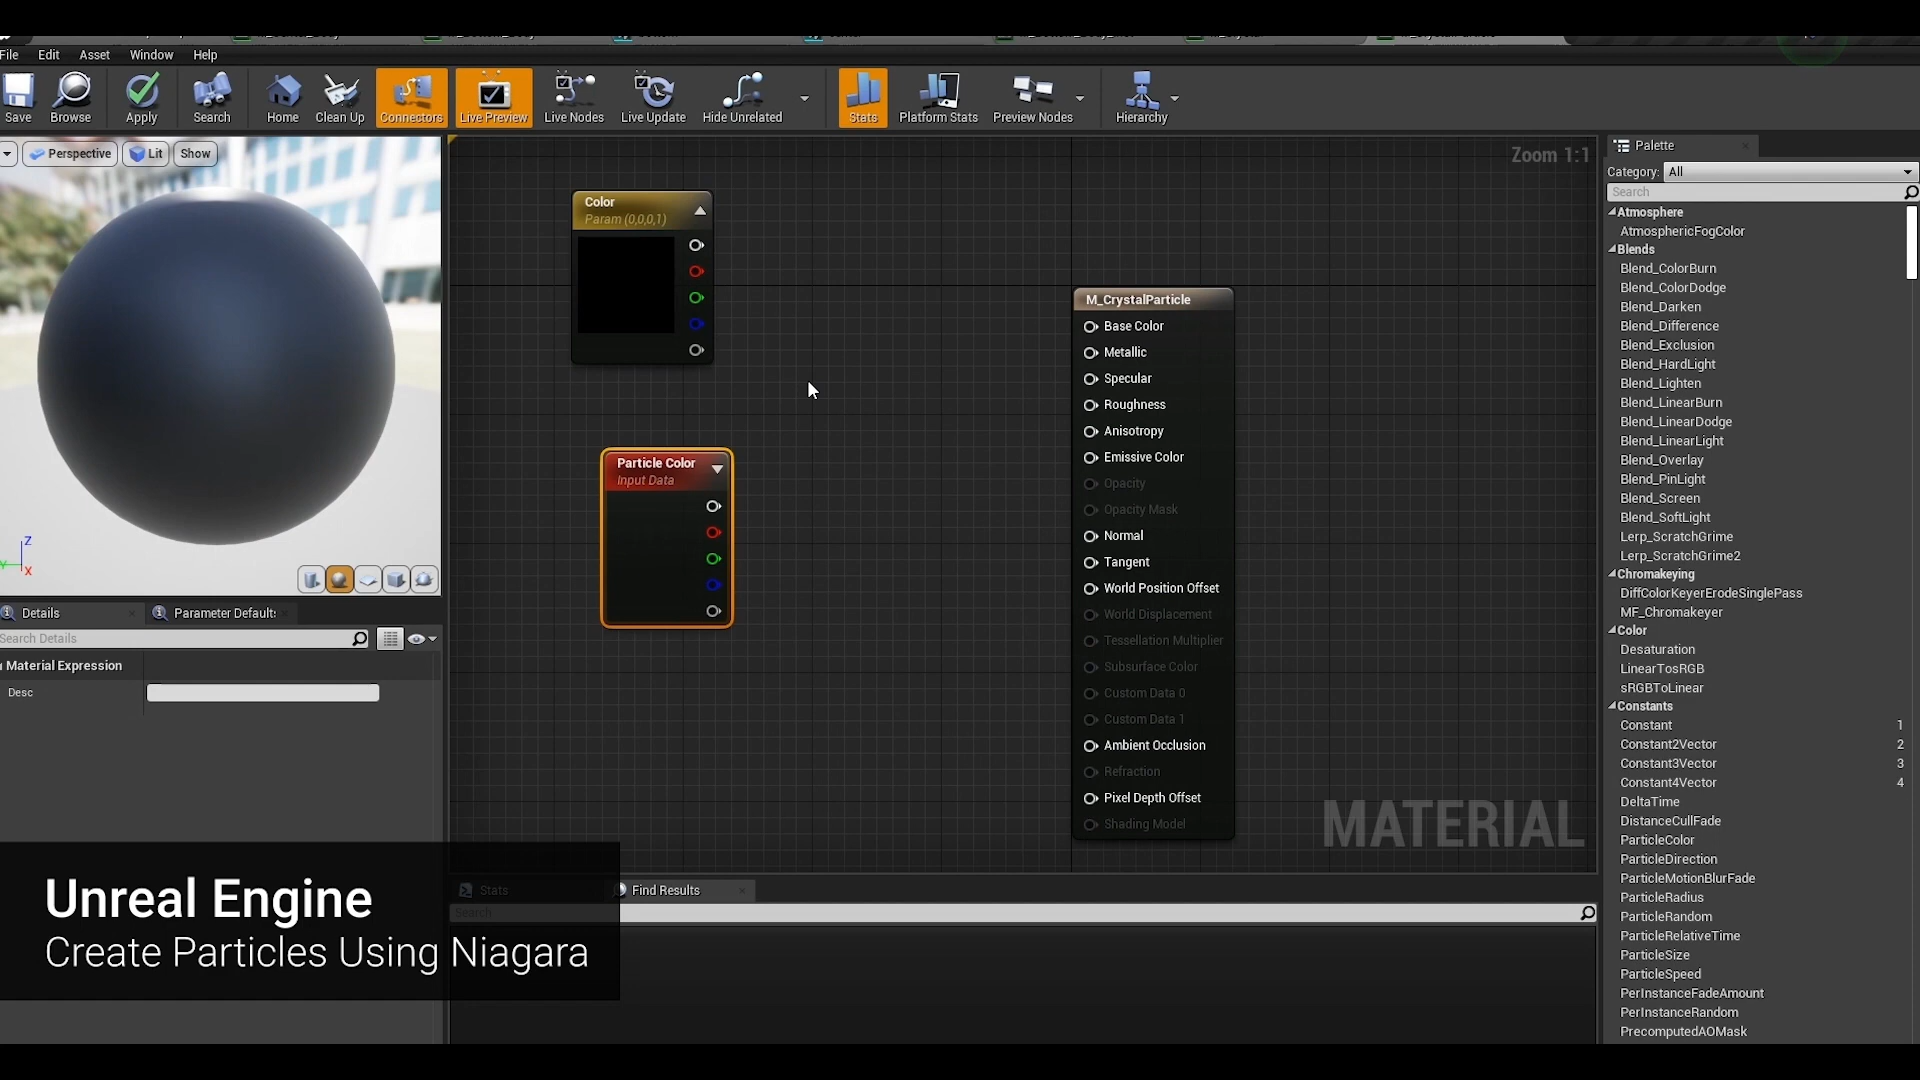 File Edit Asset Window Help
Save Browse Apply Search Home Clean Up Connectors Live Preview Live Nodes Live Update Hide Unrelated Stats Platform Stats Preview Nodes Hierarchy
Perspective Lit Show
Z
Y
X
Details Parameter Defaults
Search Details
Material Expression
Desc
Zoom 1:1
Color
Param (0,0,0,1)
Particle Color
Input Data
M_CrystalParticle
Base Color
Metallic
Specular
Roughness
Anisotropy
Emissive Color
Opacity
Opacity Mask
Normal
Tangent
World Position Offset
World Displacement
Tessellation Multiplier
Subsurface Color
Custom Data 0
Custom Data 1
Ambient Occlusion
Refraction
Pixel Depth Offset
Shading Model
MATERIAL
Stats Find Results
Search
Unreal Engine
Create Particles Using Niagara
Palette
Category: All
Search
Atmosphere
AtmosphericFogColor
Blends
Blend_ColorBurn
Blend_ColorDodge
Blend_Darken
Blend_Difference
Blend_Exclusion
Blend_HardLight
Blend_Lighten
Blend_LinearBurn
Blend_LinearDodge
Blend_LinearLight
Blend_Overlay
Blend_PinLight
Blend_Screen
Blend_SoftLight
Lerp_ScratchGrime
Lerp_ScratchGrime2
Chromakeying
DiffColorKeyerErodeSinglePass
MF_Chromakeyer
Color
Desaturation
LinearTosRGB
sRGBToLinear
Constants
Constant 1
Constant2Vector 2
Constant3Vector 3
Constant4Vector 4
DeltaTime
DistanceCullFade
ParticleColor
ParticleDirection
ParticleMotionBlurFade
ParticleRadius
ParticleRandom
ParticleRelativeTime
ParticleSize
ParticleSpeed
PerInstanceFadeAmount
PerInstanceRandom
PrecomputedAOMask